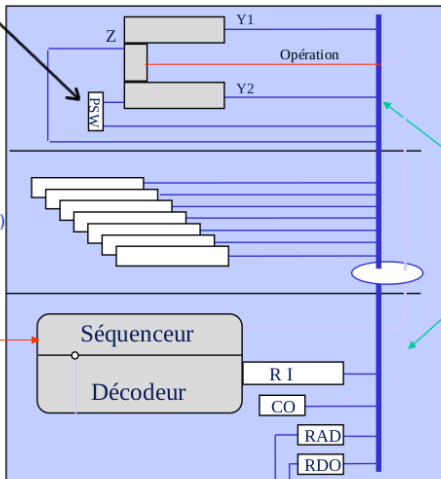 Y1
Z
Opération
Y2
PSW
)
Séquenceur
Décodeur
R I
CO
RAD
RDO